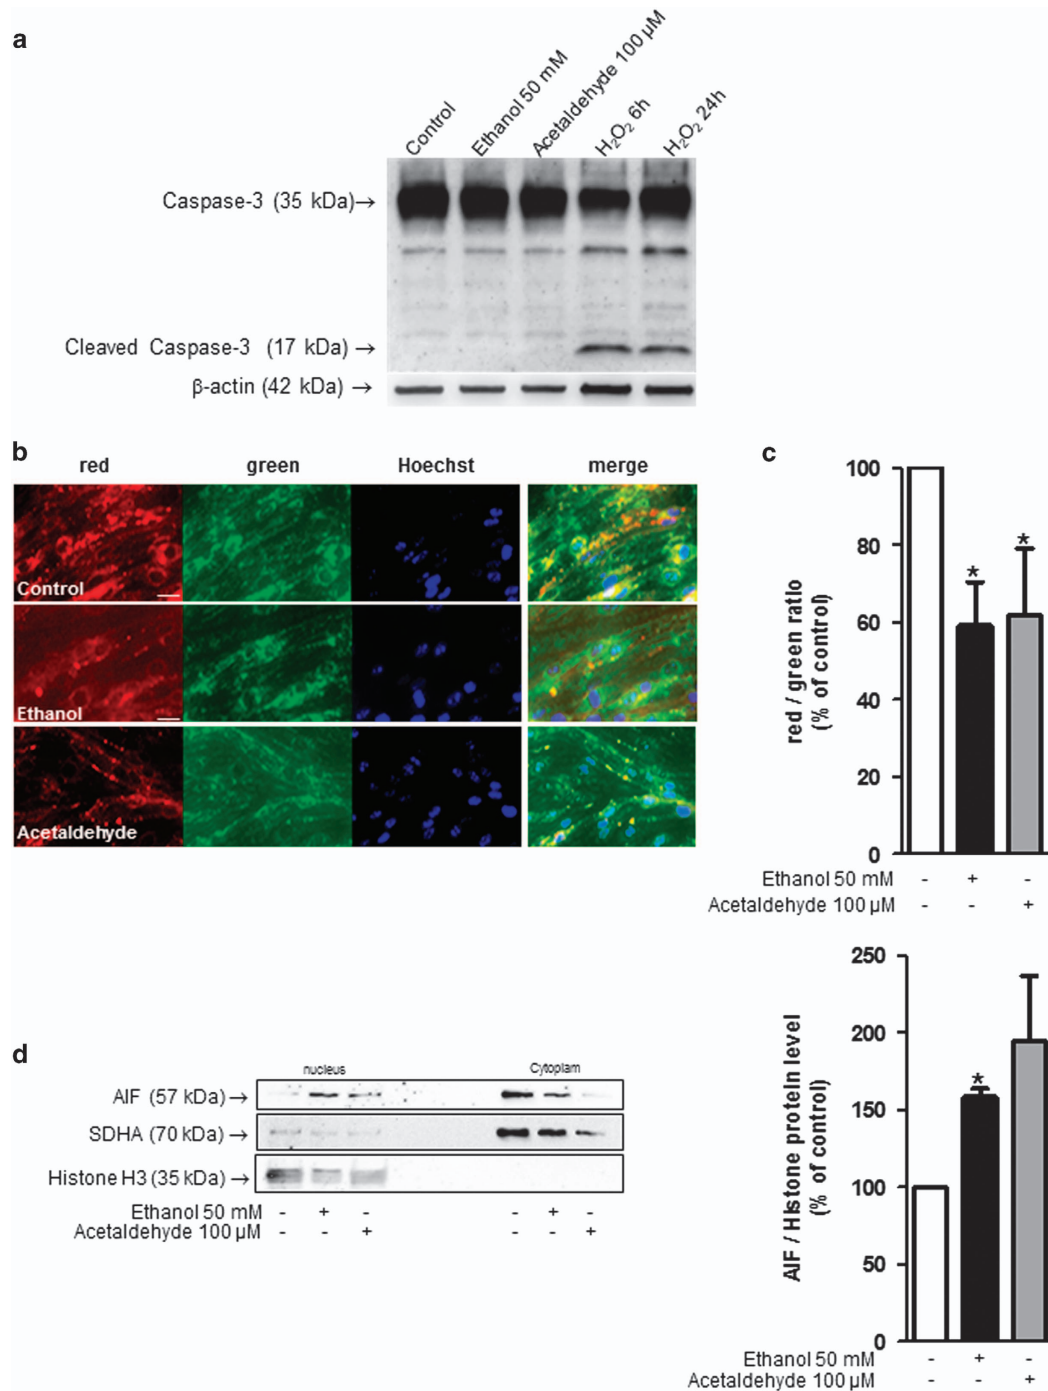 a
Control
Ethanol 50 mM
Acetaldehyde 100 µM
H₂O₂ 6h
H₂O₂ 24h
Caspase-3 (35 kDa)→
Cleaved Caspase-3 (17 kDa) →
β-actin (42 kDa) →
b
red green Hoechst merge
Control
Ethanol
Acetaldehyde
c
red / green ratio
(% of control)
100
80
60
40
20
0
*
*
Ethanol 50 mM - + -
Acetaldehyde 100 µM - - +
AIF / Histone protein level
(% of control)
250
200
150
100
50
0
*
Ethanol 50 mM - + -
Acetaldehyde 100 µM - - +
d
nucleus Cytoplam
AIF (57 kDa) →
SDHA (70 kDa) →
Histone H3 (35 kDa) →
Ethanol 50 mM - + - - + -
Acetaldehyde 100 µM - - + - - +